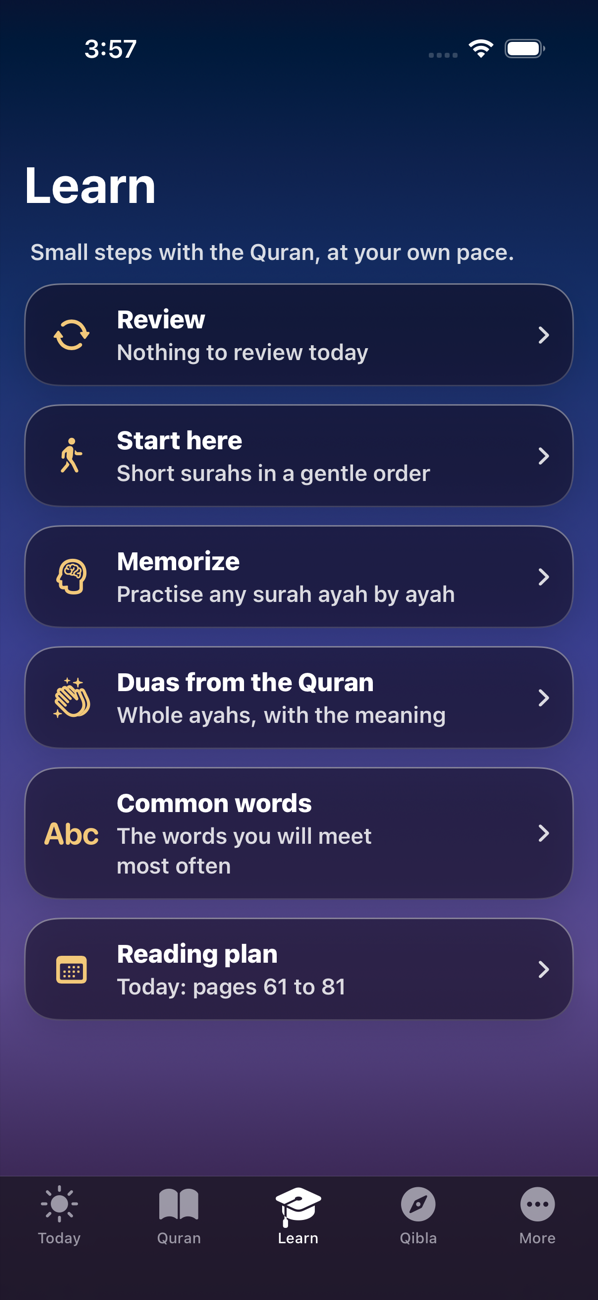 3:57
Learn
Small steps with the Quran, at your own pace.
Review
Nothing to review today
Start here
Short surahs in a gentle order
Memorize
Practise any surah ayah by ayah
Duas from the Quran
Whole ayahs, with the meaning
Abc
Common words
The words you will meet
most often
Reading plan
Today: pages 61 to 81
Today
Quran
Learn
Qibla
More